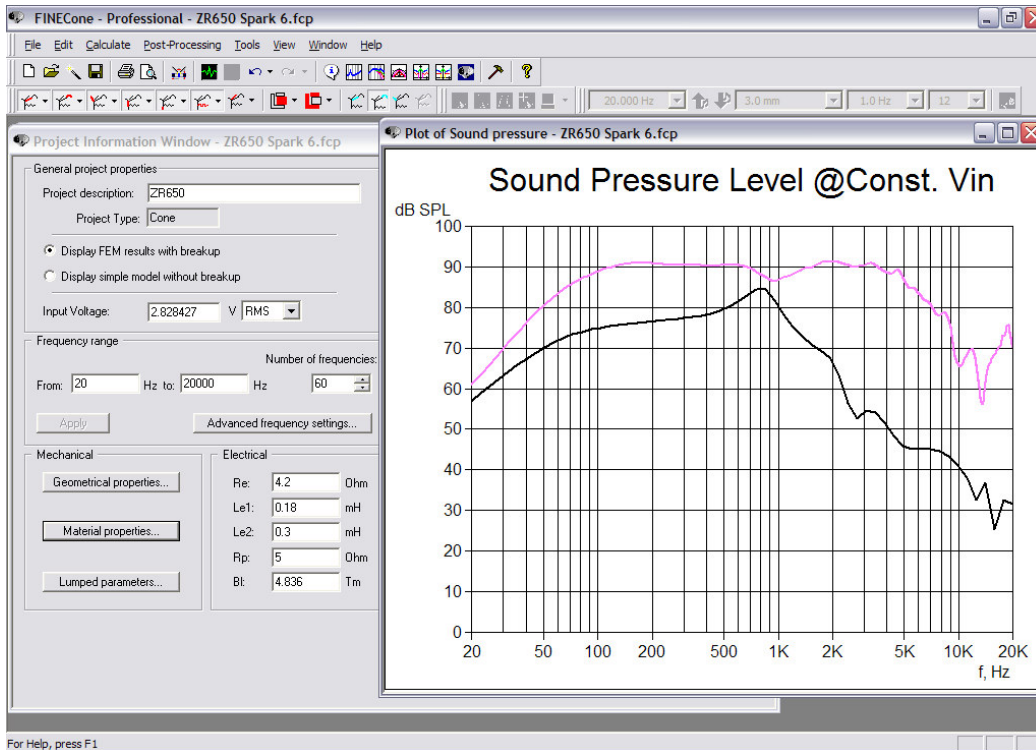 FINECone - Professional - ZR650 Spark 6.fcp
File Edit Calculate Post-Processing Tools View Window Help
20.000 Hz 3.0 mm 1.0 Hz 12
Project Information Window - ZR650 Spark 6.fcp
General project properties
Project description: ZR650
Project Type: Cone
Display FEM results with breakup
Display simple model without breakup
Input Voltage: 2.828427 V RMS
Frequency range
Number of frequencies:
From: 20 Hz to: 20000 Hz 60
Apply Advanced frequency settings...
Mechanical
Geometrical properties...
Material properties...
Lumped parameters...
Electrical
Re: 4.2 Ohm
Le1: 0.18 mH
Le2: 0.3 mH
Rp: 5 Ohm
Bl: 4.836 Tm
Plot of Sound pressure - ZR650 Spark 6.fcp
Sound Pressure Level @Const. Vin
dB SPL
100
90
80
70
60
50
40
30
20
10
0
20 50 100 200 500 1K 2K 5K 10K 20K
f, Hz
For Help, press F1